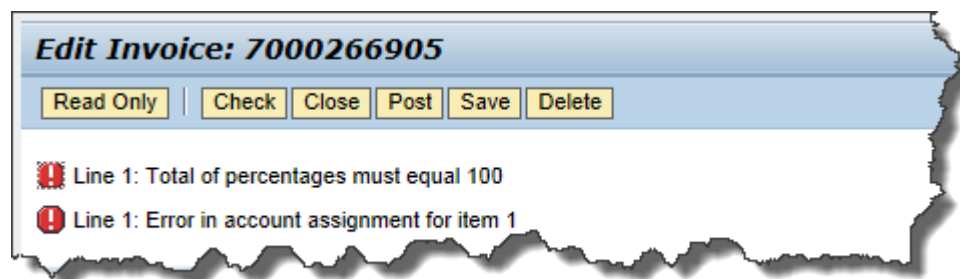 Edit Invoice: 7000266905
Read Only Check Close Post Save Delete
Line 1: Total of percentages must equal 100
Line 1: Error in account assignment for item 1